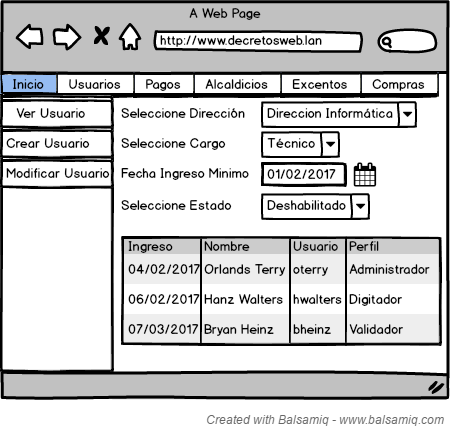 A Web Page
http://www.decretosweb.lan
Inicio Usuarios Pagos Alcaldicios Excentos Compras
Ver Usuario
Crear Usuario
Modificar Usuario
Seleccione Dirección Direccion Informática
Seleccione Cargo Técnico
Fecha Ingreso Minimo 01/02/2017
Seleccione Estado Deshabilitado
Ingreso Nombre Usuario Perfil
04/02/2017 Orlands Terry oterry Administrador
06/02/2017 Hanz Walters hwalters Digitador
07/03/2017 Bryan Heinz bheinz Validador
Created with Balsamiq - www.balsamiq.com